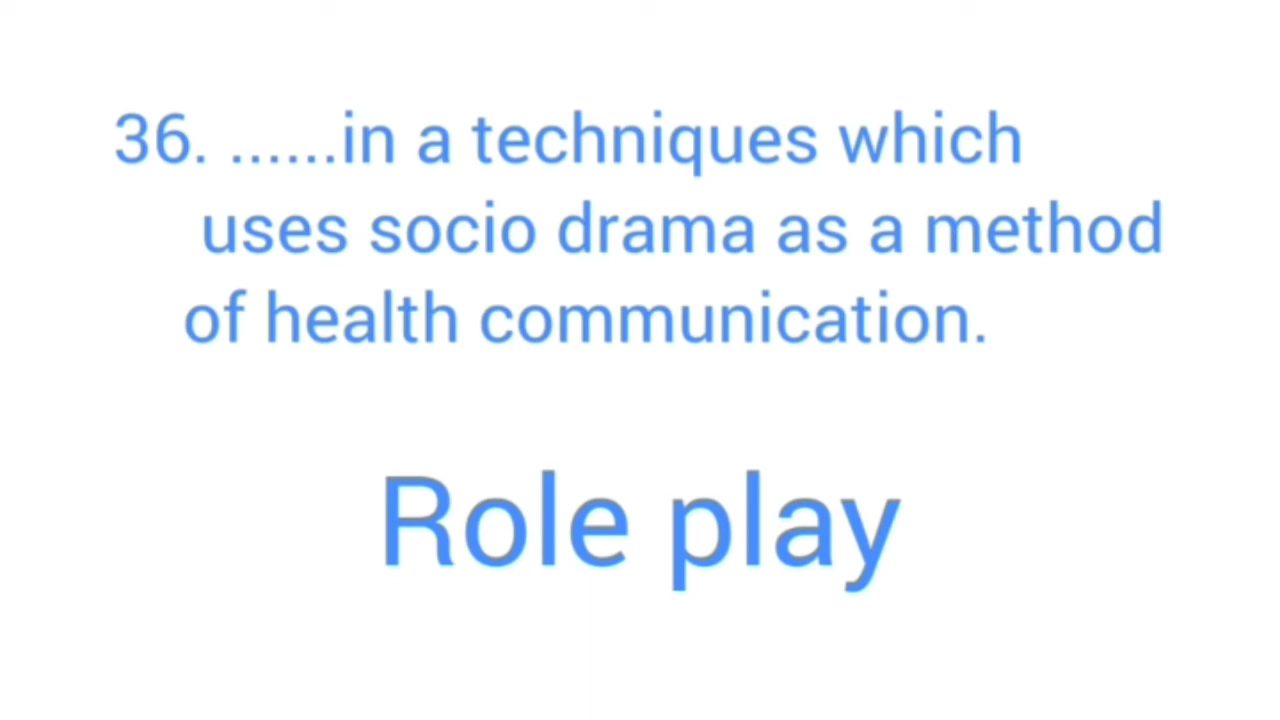 36. ......in a techniques which
uses socio drama as a method
of health communication.
Role play